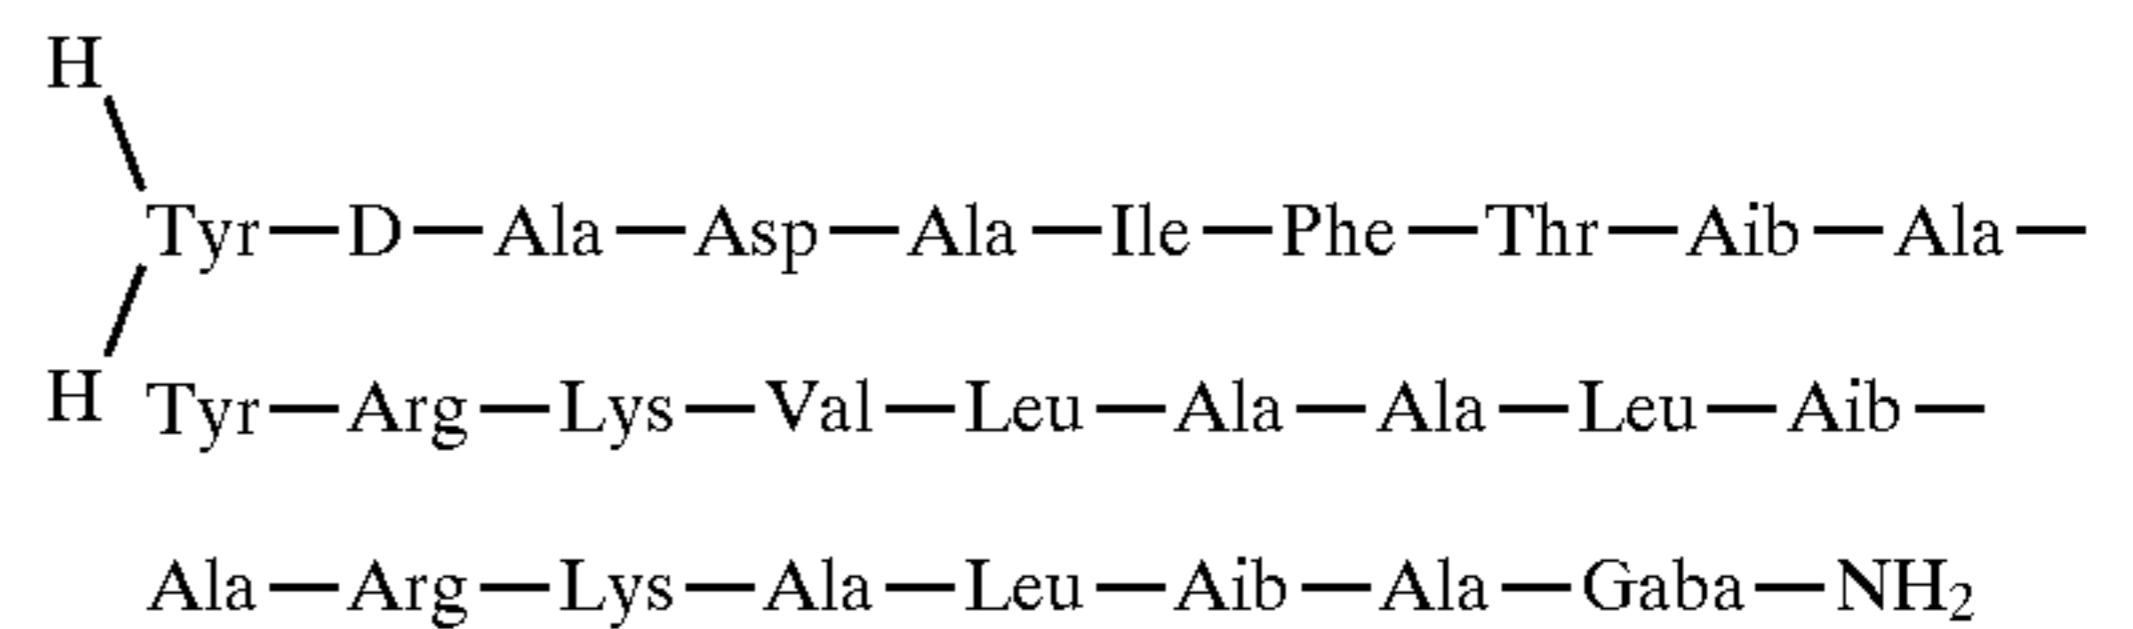 H
Tyr—D—Ala—Asp—Ala—Ile—Phe—Thr—Aib—Ala—
H Tyr—Arg—Lys—Val—Leu—Ala—Ala—Leu—Aib—
Ala—Arg—Lys—Ala—Leu—Aib—Ala—Gaba—NH₂